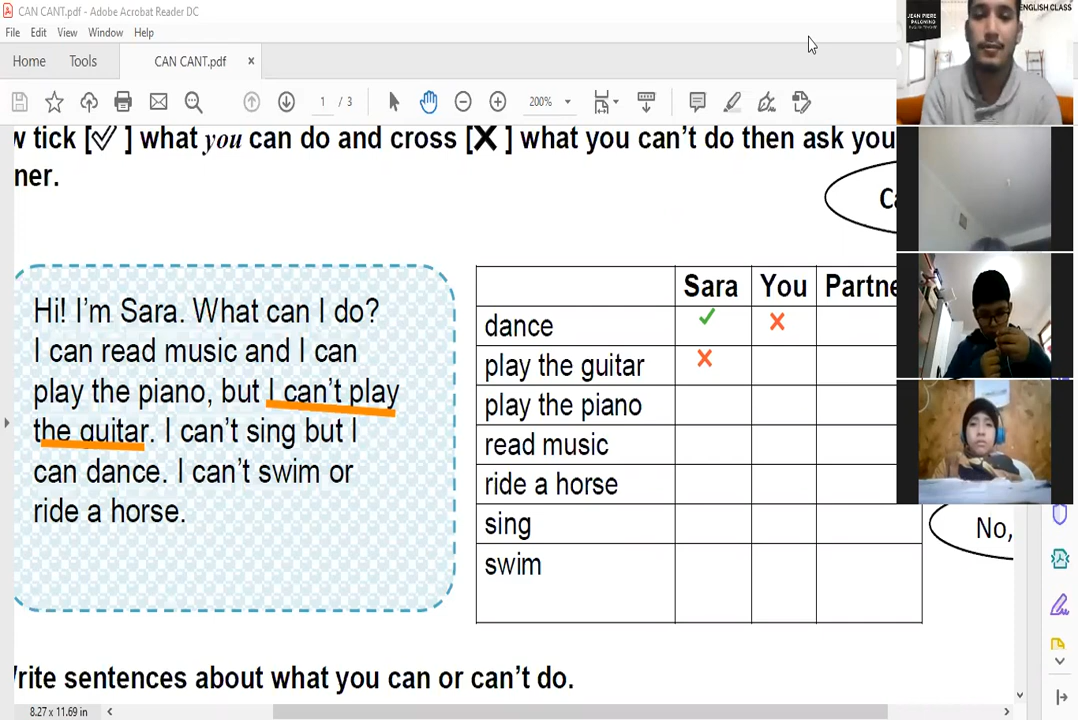 CAN CANT.pdf - Adobe Acrobat Reader DC
File Edit View Window Help
Home Tools CAN CANT.pdf ×
1 / 3 200%
w tick [✓] what you can do and cross [X] what you can't do then ask you
ner.
Ca
Hi! I'm Sara. What can I do?
I can read music and I can
play the piano, but I can't play
the guitar. I can't sing but I
can dance. I can't swim or
ride a horse.
Sara You Partne
dance ✓ ✗
play the guitar ✗
play the piano
read music
ride a horse
sing
swim
No,
rite sentences about what you can or can't do.
8.27 x 11.69 in
JEAN PIERE
PALOMINO
ENGLISH CLASS